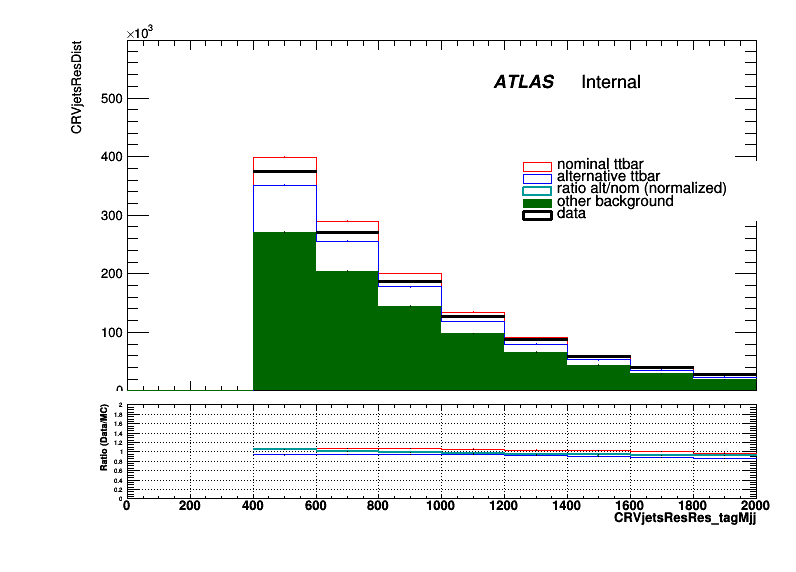 ×10³
CRVjetsResDist
500
400
300
200
100
0
ATLAS Internal
nominal ttbar
alternative ttbar
ratio alt/nom (normalized)
other background
data
Ratio (Data/MC)
2
1.8
1.6
1.4
1.2
1
0.8
0.6
0.4
0.2
0
0 200 400 600 800 1000 1200 1400 1600 1800 2000
CRVjetsResRes_tagMjj